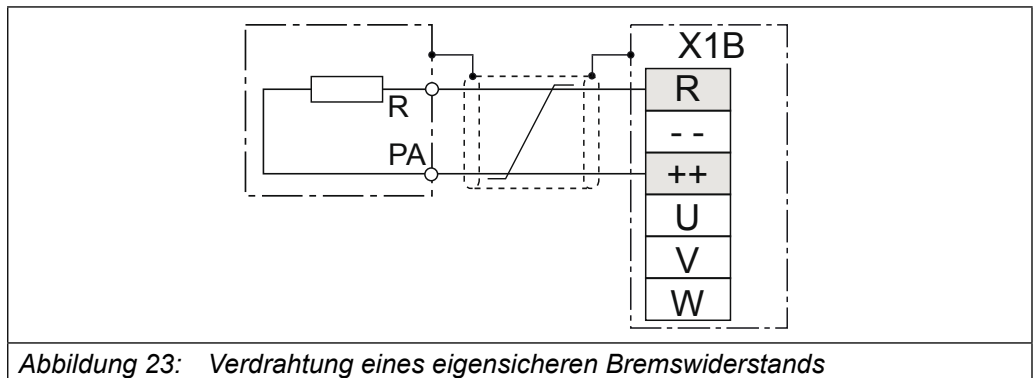 X1B
R
R
- -
PA
++
U
V
W
Abbildung 23: Verdrahtung eines eigensicheren Bremswiderstands